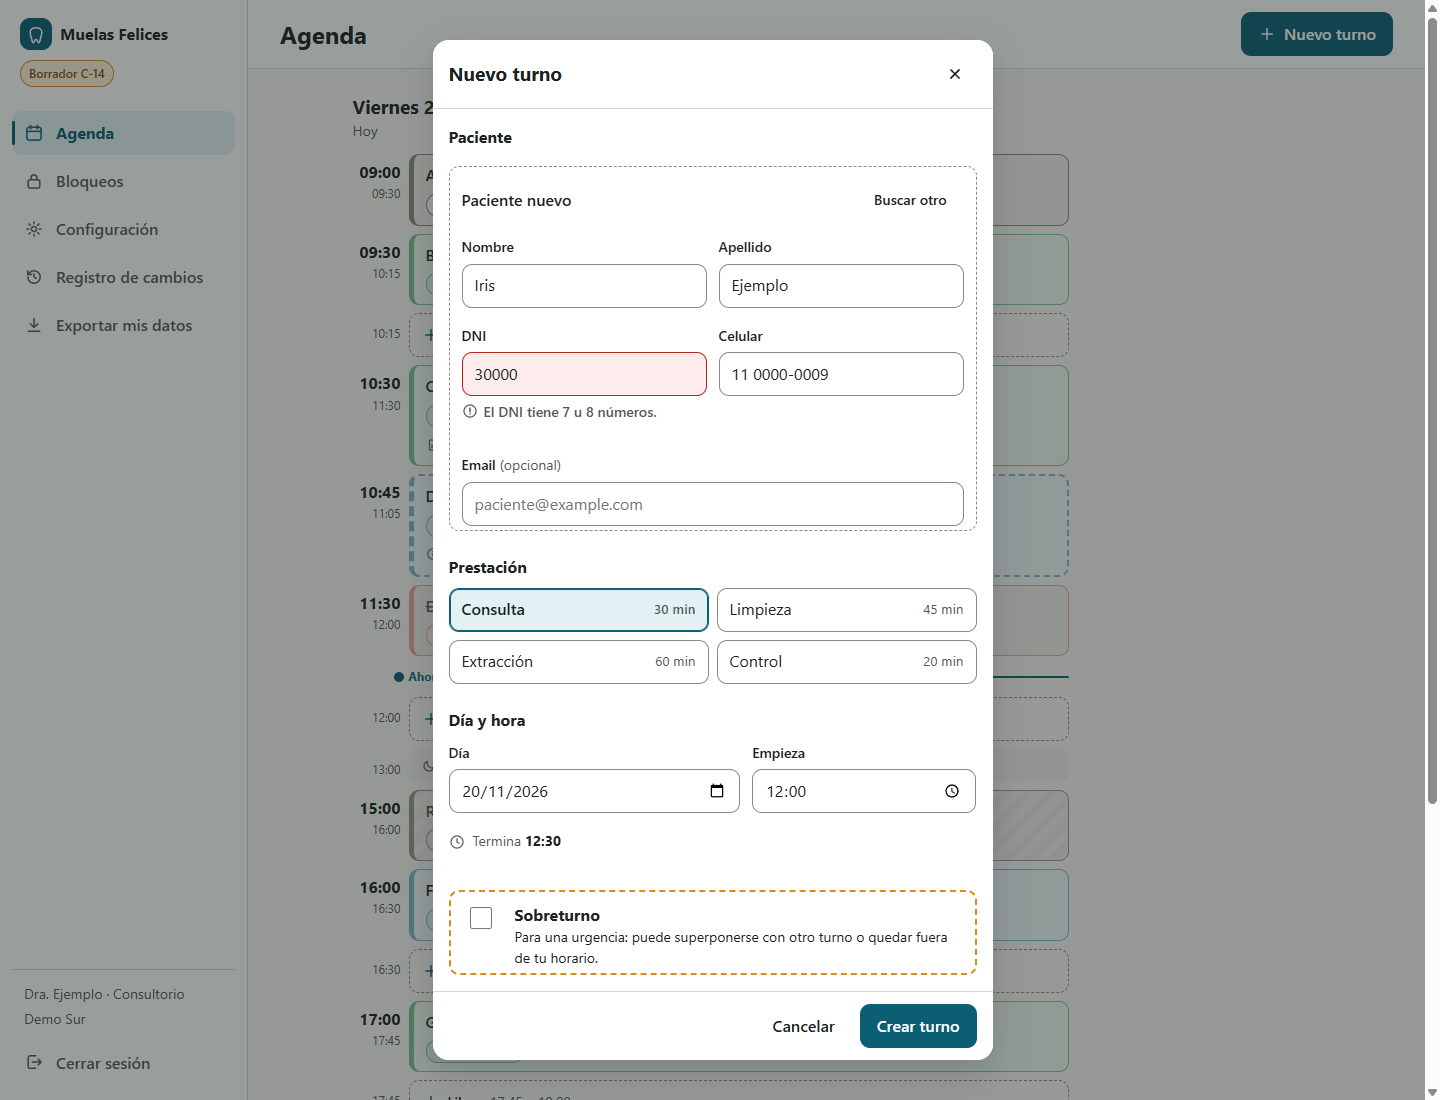 Muelas Felices
Borrador C-14
Agenda
Bloqueos
Configuración
Registro de cambios
Exportar mis datos
Dra. Ejemplo · Consultorio
Demo Sur
Cerrar sesión
Agenda
Nuevo turno
Viernes 2
Hoy
09:00
09:30
09:30
10:15
10:15
10:30
11:30
10:45
11:05
11:30
12:00
12:00
13:00
15:00
16:00
16:00
16:30
16:30
17:00
17:45
Nuevo turno
Paciente
Paciente nuevo
Buscar otro
Nombre
Apellido
Iris
Ejemplo
DNI
Celular
30000
11 0000-0009
El DNI tiene 7 u 8 números.
Email (opcional)
paciente@example.com
Prestación
Consulta 30 min
Limpieza 45 min
Extracción 60 min
Control 20 min
Día y hora
Día
Empieza
20/11/2026
12:00
Termina 12:30
Sobreturno
Para una urgencia: puede superponerse con otro turno o quedar fuera
de tu horario.
Cancelar
Crear turno